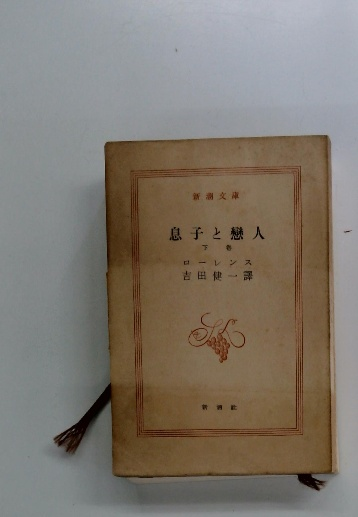 新潮文庫
息子と戀人
下巻
ローレンス
吉田健一譯
新潮社